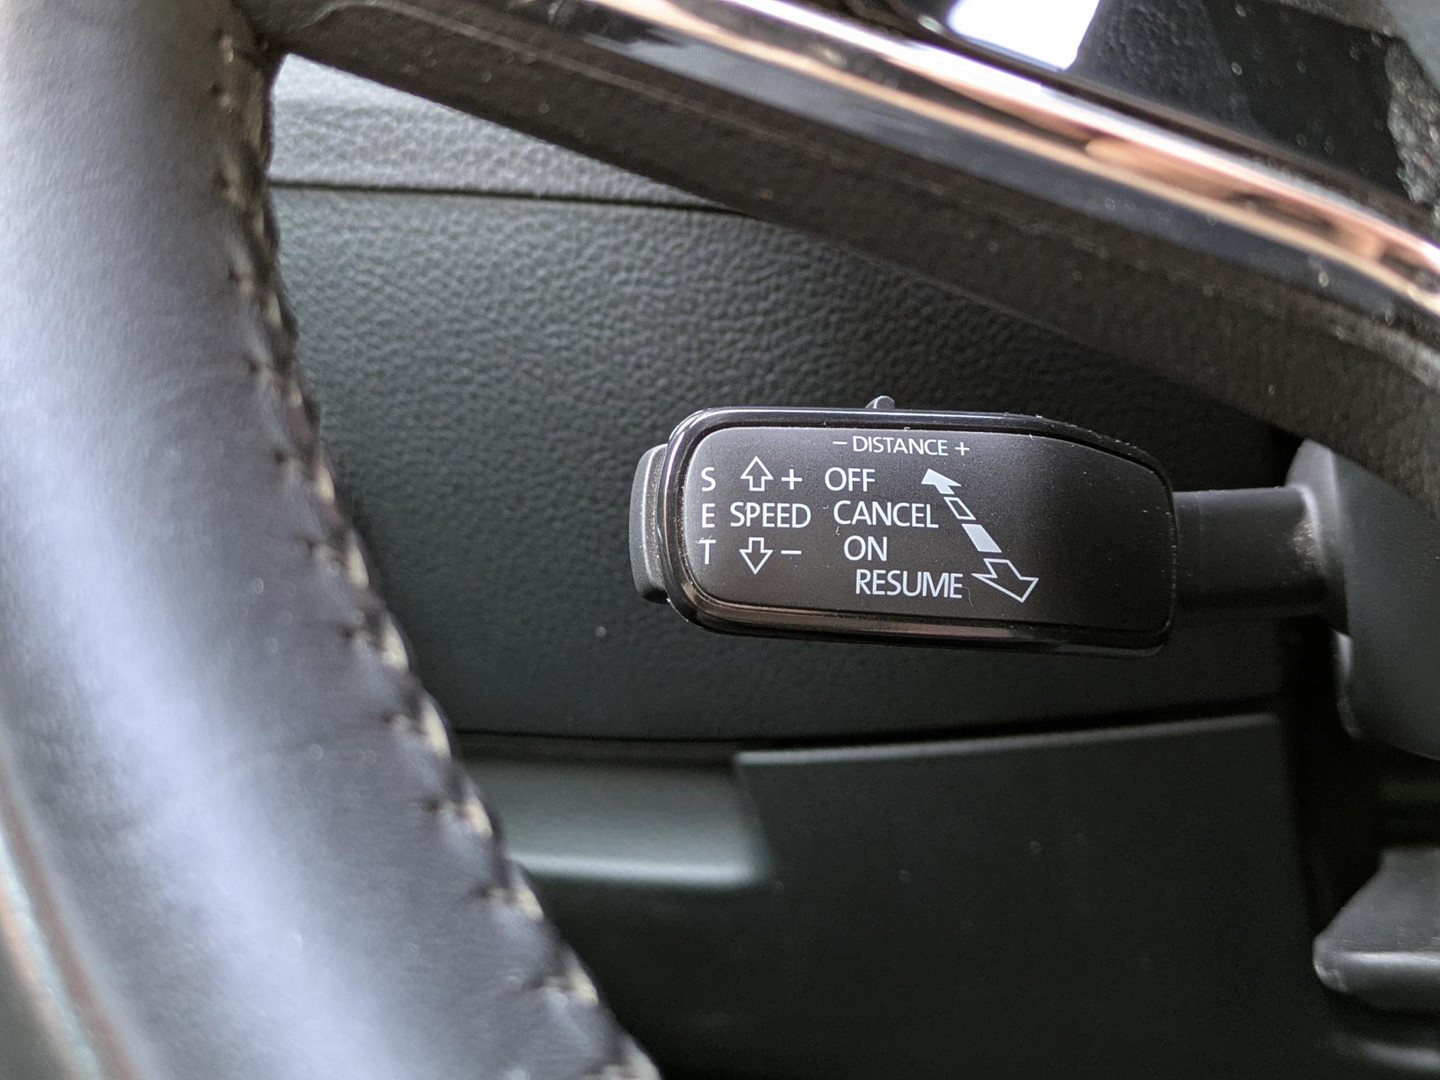 − DISTANCE +
S + OFF
E SPEED CANCEL
T − ON
RESUME